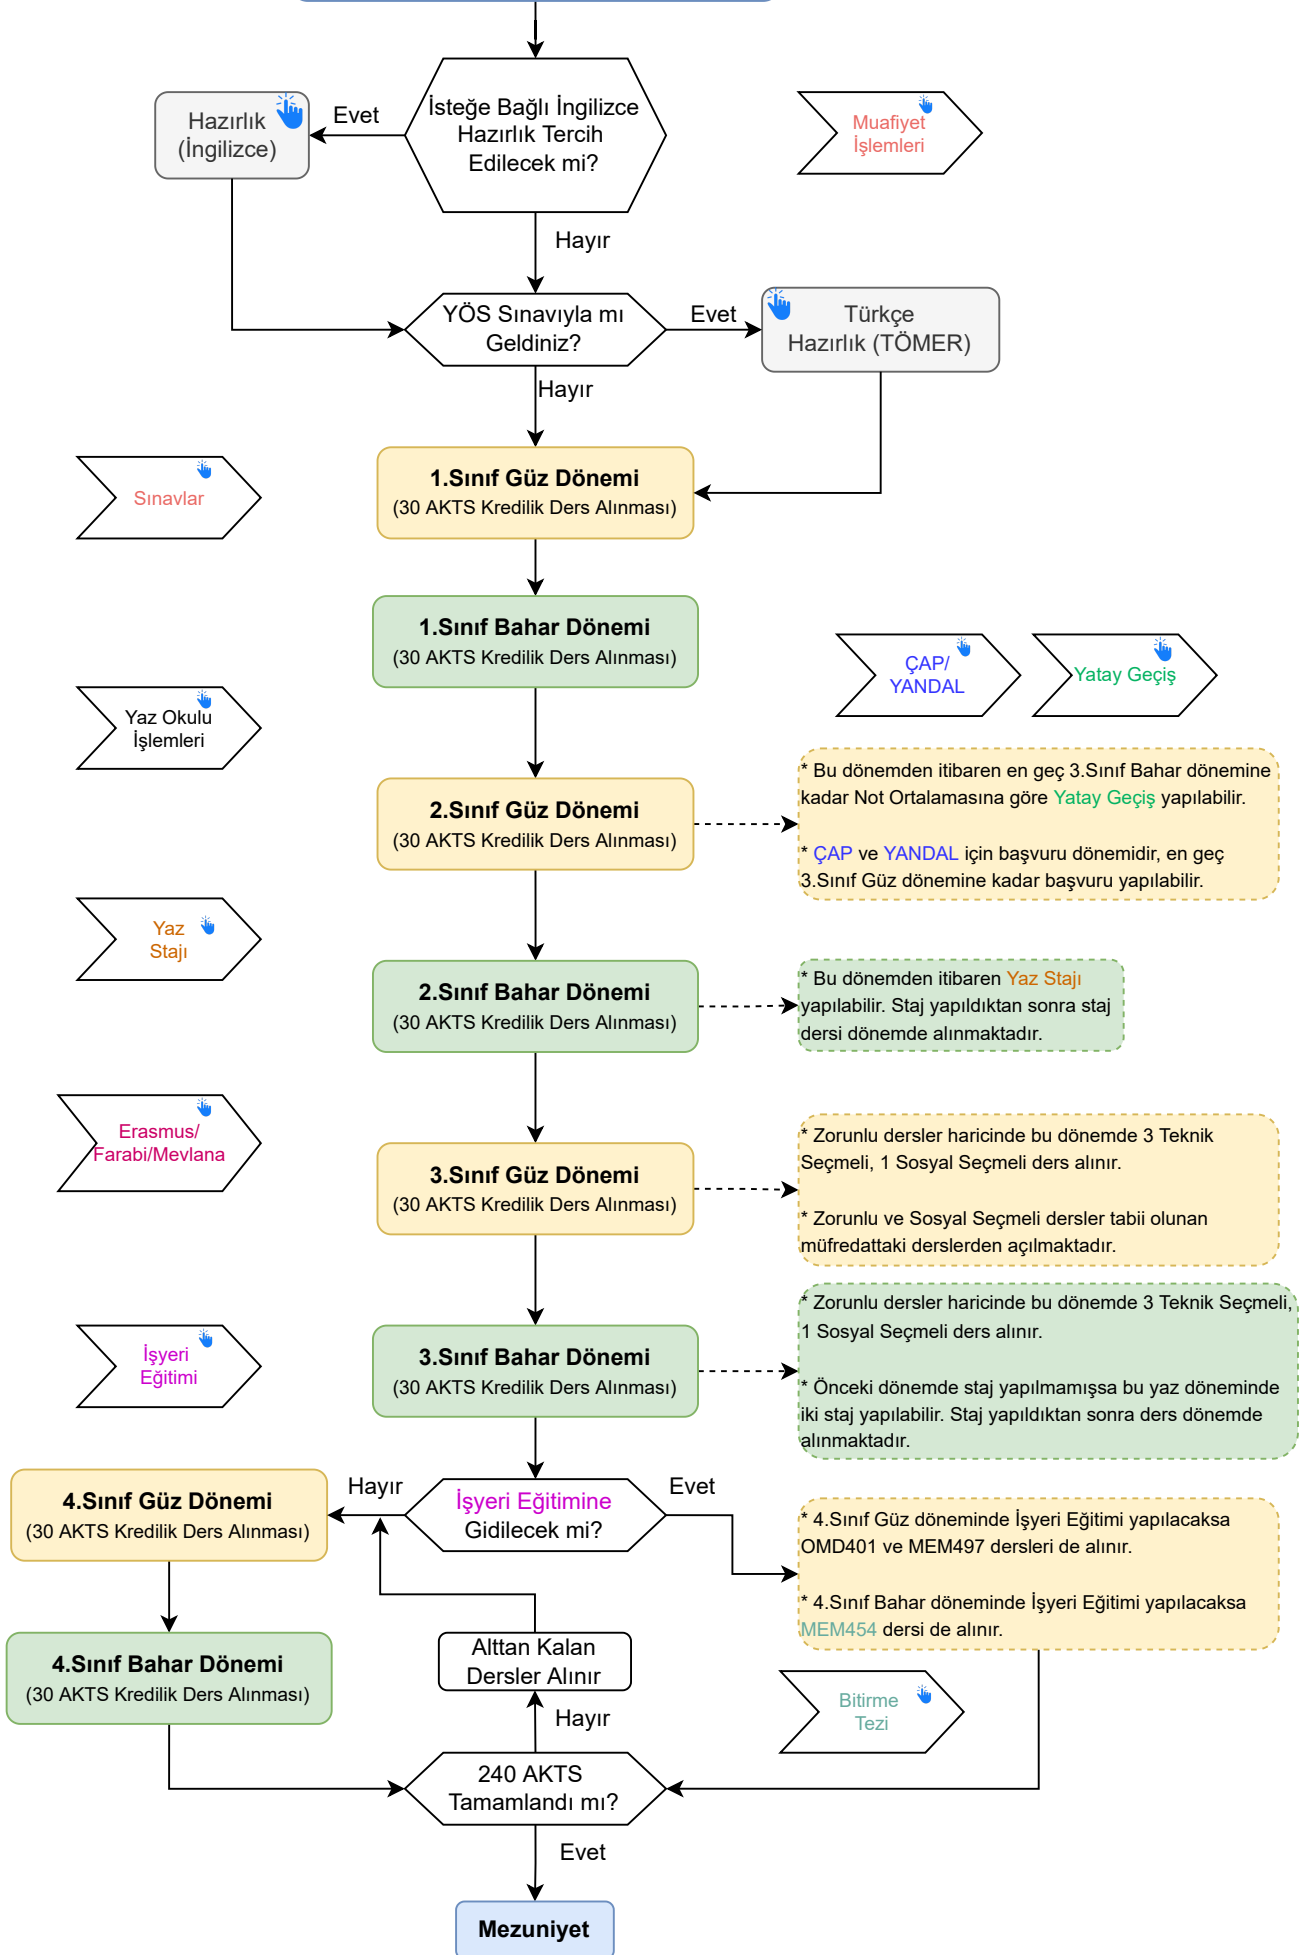 İsteğe Bağlı İngilizce
Hazırlık Tercih
Edilecek mi?
Evet
Hazırlık
(İngilizce)
Muafiyet
İşlemleri
Hayır
YÖS Sınavıyla mı
Geldiniz?
Evet
Türkçe
Hazırlık (TÖMER)
Hayır
1.Sınıf Güz Dönemi
(30 AKTS Kredilik Ders Alınması)
Sınavlar
1.Sınıf Bahar Dönemi
(30 AKTS Kredilik Ders Alınması)
ÇAP/
YANDAL
Yatay Geçiş
Yaz Okulu
İşlemleri
2.Sınıf Güz Dönemi
(30 AKTS Kredilik Ders Alınması)
* Bu dönemden itibaren en geç 3.Sınıf Bahar dönemine
kadar Not Ortalamasına göre Yatay Geçiş yapılabilir.
* ÇAP ve YANDAL için başvuru dönemidir, en geç
3.Sınıf Güz dönemine kadar başvuru yapılabilir.
Yaz
Stajı
2.Sınıf Bahar Dönemi
(30 AKTS Kredilik Ders Alınması)
* Bu dönemden itibaren Yaz Stajı
yapılabilir. Staj yapıldıktan sonra staj
dersi dönemde alınmaktadır.
Erasmus/
Farabi/Mevlana
3.Sınıf Güz Dönemi
(30 AKTS Kredilik Ders Alınması)
* Zorunlu dersler haricinde bu dönemde 3 Teknik
Seçmeli, 1 Sosyal Seçmeli ders alınır.
* Zorunlu ve Sosyal Seçmeli dersler tabii olunan
müfredattaki derslerden açılmaktadır.
İşyeri
Eğitimi
3.Sınıf Bahar Dönemi
(30 AKTS Kredilik Ders Alınması)
* Zorunlu dersler haricinde bu dönemde 3 Teknik Seçmeli,
1 Sosyal Seçmeli ders alınır.
* Önceki dönemde staj yapılmamışsa bu yaz döneminde
iki staj yapılabilir. Staj yapıldıktan sonra ders dönemde
alınmaktadır.
İşyeri Eğitimine
Gidilecek mi?
Hayır
Evet
4.Sınıf Güz Dönemi
(30 AKTS Kredilik Ders Alınması)
* 4.Sınıf Güz döneminde İşyeri Eğitimi yapılacaksa
OMD401 ve MEM497 dersleri de alınır.
* 4.Sınıf Bahar döneminde İşyeri Eğitimi yapılacaksa
MEM454 dersi de alınır.
Alttan Kalan
Dersler Alınır
4.Sınıf Bahar Dönemi
(30 AKTS Kredilik Ders Alınması)
Bitirme
Tezi
Hayır
240 AKTS
Tamamlandı mı?
Evet
Mezuniyet